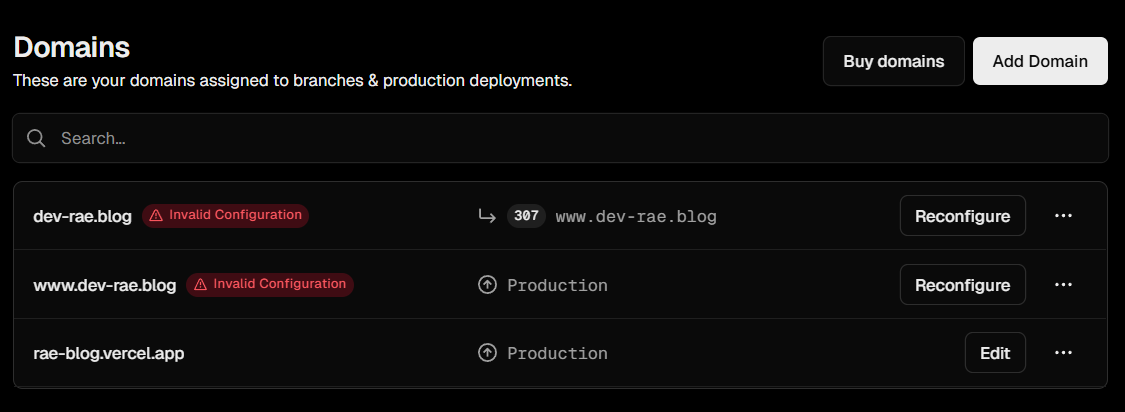 Domains
These are your domains assigned to branches & production deployments.
Buy domains
Add Domain
Search...
dev-rae.blog Invalid Configuration 307 www.dev-rae.blog Reconfigure
www.dev-rae.blog Invalid Configuration Production Reconfigure
rae-blog.vercel.app Production Edit